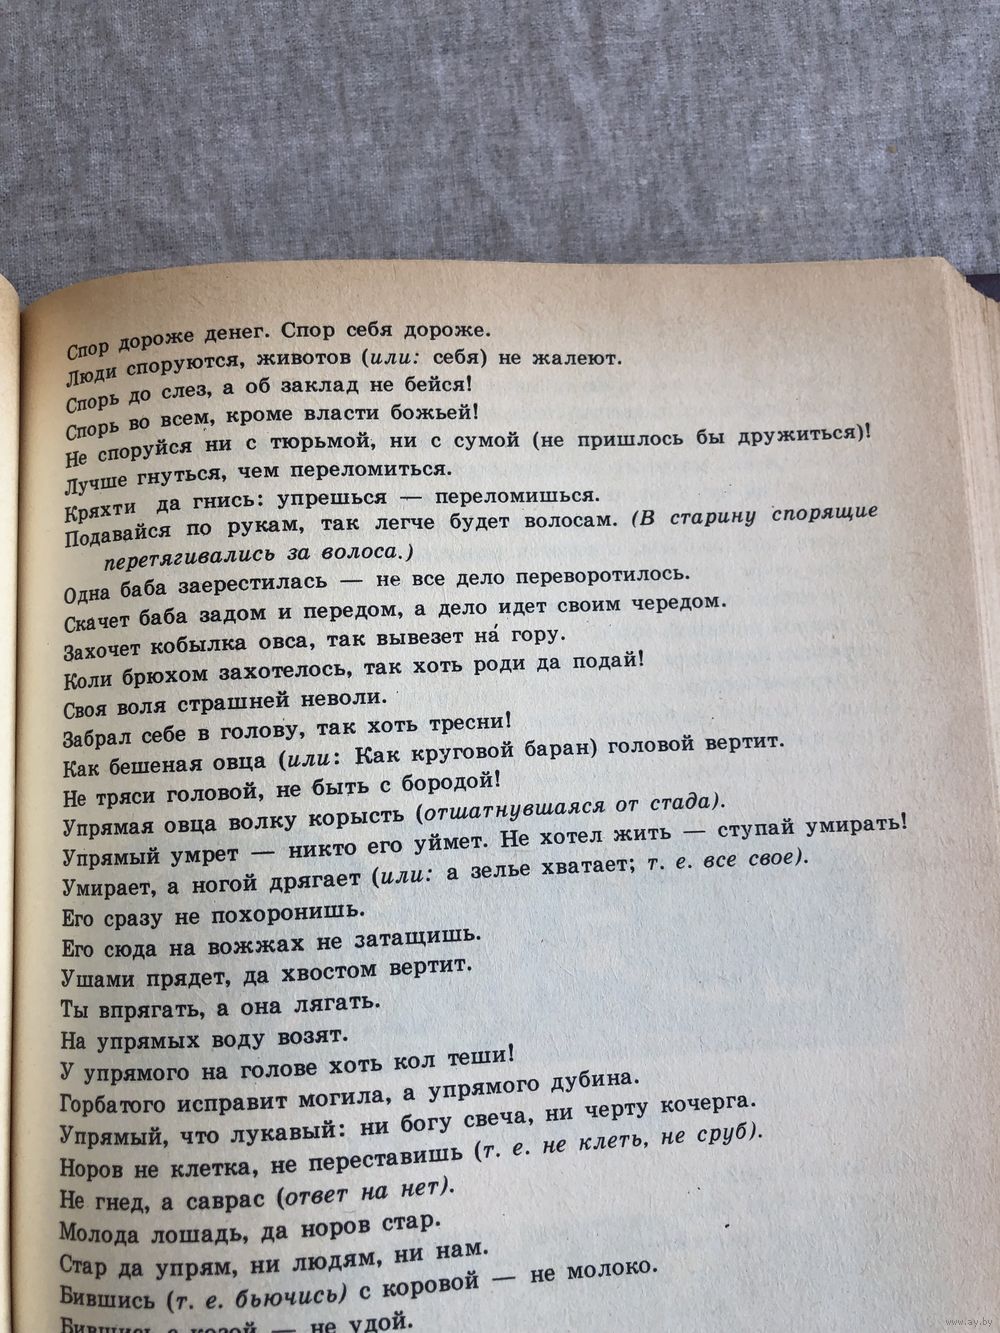 Спор дороже денег. Спор себя дороже.
Люди споруются, животов (или: себя) не жалеют.
Спорь до слез, а об заклад не бейся!
Спорь во всем, кроме власти божьей!
Не споруйся ни с тюрьмой, ни с сумой (не пришлось бы дружиться)!
Лучше гнуться, чем переломиться.
Кряхти да гнись: упрешься — переломишься.
Подавайся по рукам, так легче будет волосам. (В старину спорящие
перетягивались за волоса.)
Одна баба заерестилась — не все дело переворотилось.
Скачет баба задом и передом, а дело идет своим чередом.
Захочет кобылка овса, так вывезет на́ гору.
Коли брюхом захотелось, так хоть роди да подай!
Своя воля страшней неволи.
Забрал себе в голову, так хоть тресни!
Как бешеная овца (или: Как круговой баран) головой вертит.
Не тряси головой, не быть с бородой!
Упрямая овца волку корысть (отшатнувшаяся от стада).
Упрямый умрет — никто его уймет. Не хотел жить — ступай умирать!
Умирает, а ногой дрягает (или: а зелье хватает; т. е. все свое).
Его сразу не похоронишь.
Его сюда на вожжах не затащишь.
Ушами прядет, да хвостом вертит.
Ты впрягать, а она лягать.
На упрямых воду возят.
У упрямого на голове хоть кол теши!
Горбатого исправит могила, а упрямого дубина.
Упрямый, что лукавый: ни богу свеча, ни черту кочерга.
Норов не клетка, не переставишь (т. е. не клеть, не сруб).
Не гнед, а саврас (ответ на нет).
Молода лошадь, да норов стар.
Стар да упрям, ни людям, ни нам.
Бившись (т. е. бьючись) с коровой — не молоко.
Бившись с козой — не удой.
www.ay.by